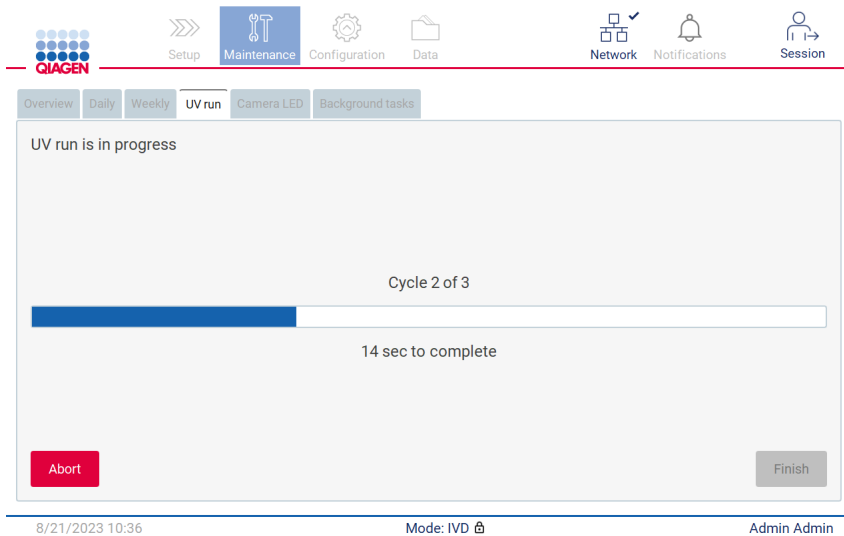 QIAGEN
Setup Maintenance Configuration Data Network Notifications Session
Overview Daily Weekly UV run Camera LED Background tasks
UV run is in progress
Cycle 2 of 3
14 sec to complete
Abort Finish
8/21/2023 10:36 Mode: IVD Admin Admin